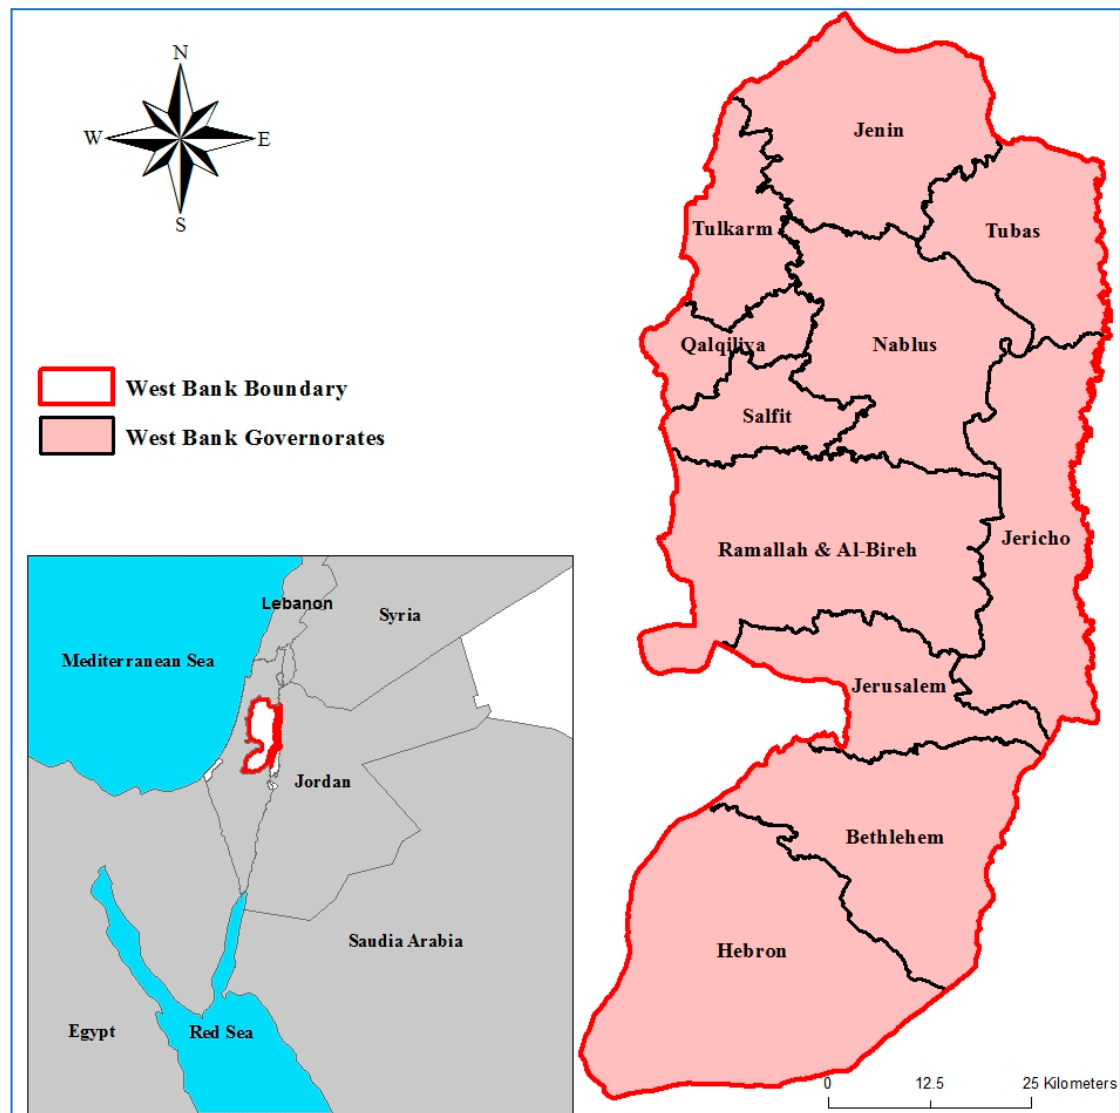 N
W
E
S
West Bank Boundary
West Bank Governorates
Jenin
Tulkarm
Tubas
Qalqiliya
Nablus
Salfit
Ramallah & Al-Bireh
Jericho
Jerusalem
Bethlehem
Hebron
Lebanon
Syria
Mediterranean Sea
Jordan
Saudia Arabia
Egypt
Red Sea
0 12.5 25 Kilometers